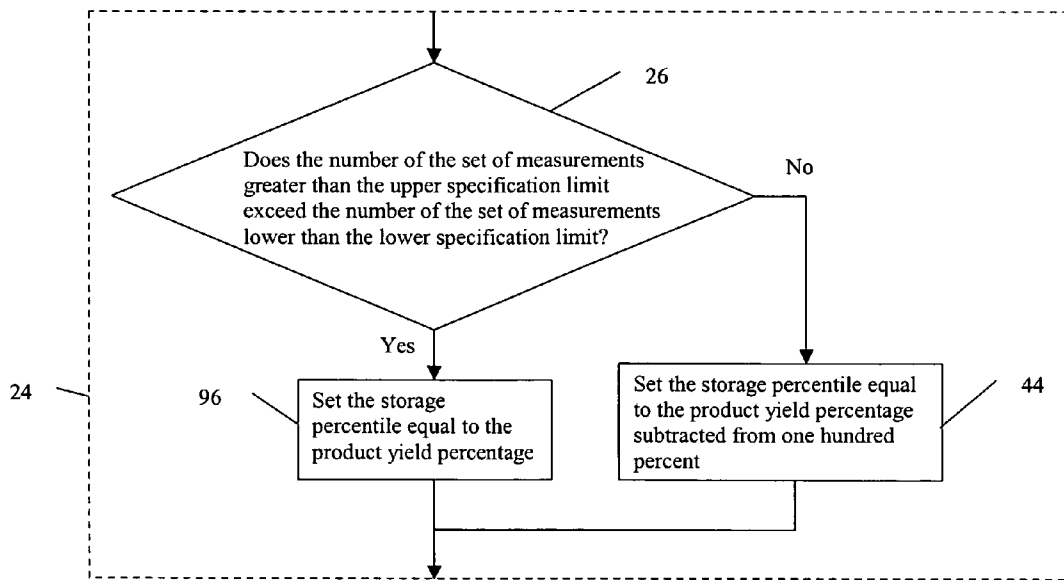 26
Does the number of the set of measurements
greater than the upper specification limit
exceed the number of the set of measurements
lower than the lower specification limit?
No
Yes
24
96
Set the storage
percentile equal to the
product yield percentage
Set the storage percentile equal
to the product yield percentage
subtracted from one hundred
percent
44